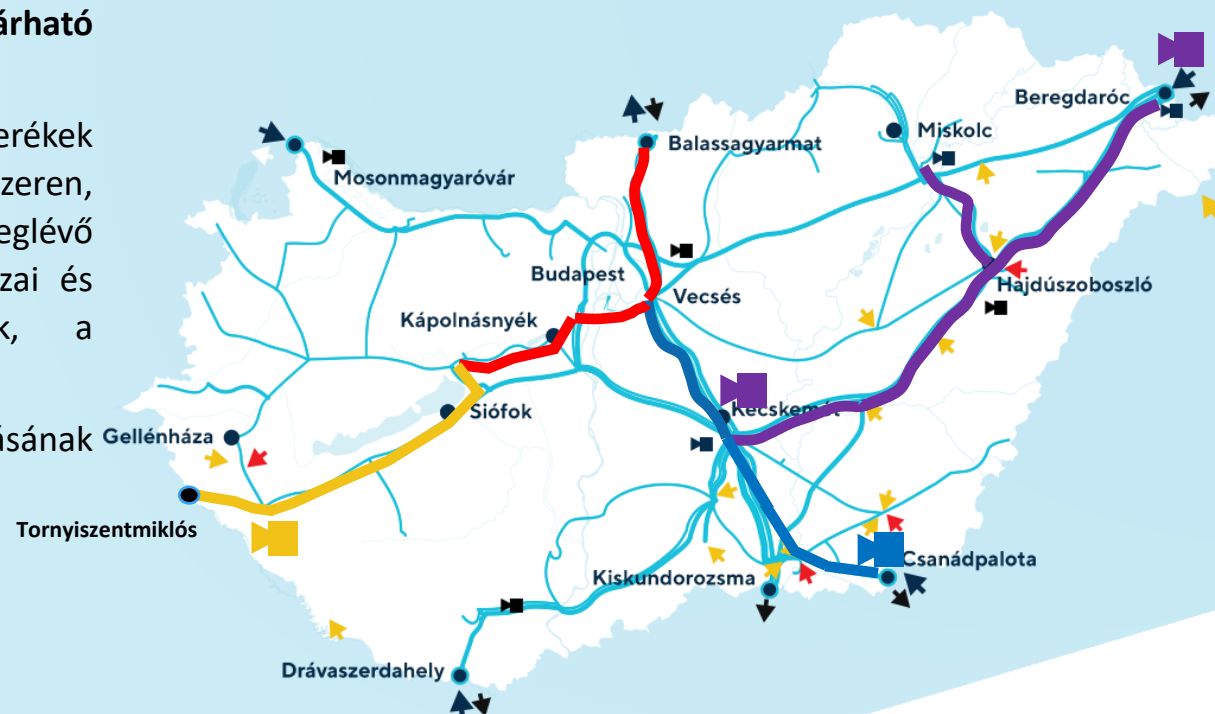 árható
erékek
zeren,
eglévő
zai és
k, a
ásának
Beregdaróc
Miskolc
Balassagyarmat
Mosonmagyaróvár
Budapest
Hajdúszoboszló
Vecsés
Kápolnásnyék
Siófok
Kecskemét
Gellénháza
Tornyiszentmiklós
Csanádpalota
Kiskundorozsma
Drávaszerdahely